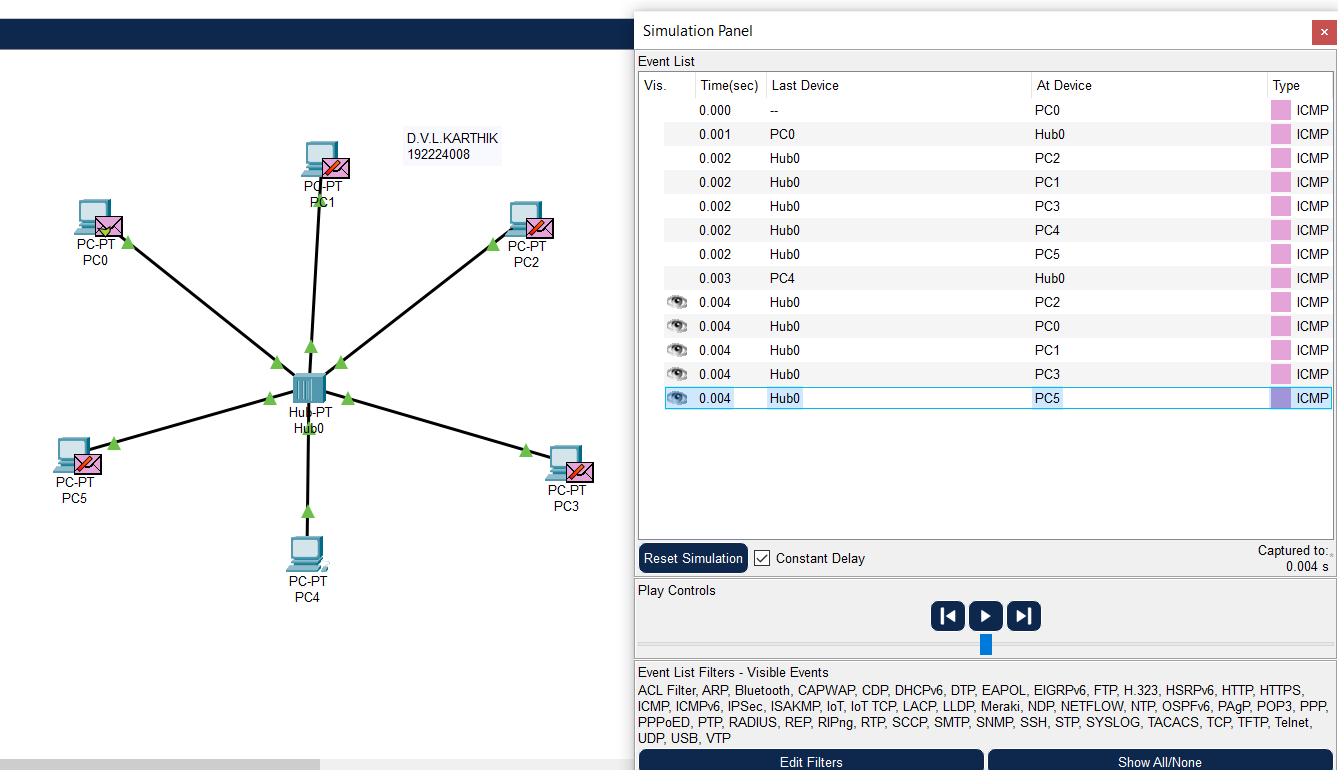 D.V.L.KARTHIK
192224008
PC-PT
PC1
PC-PT
PC0
PC-PT
PC2
Hub-PT
Hub0
PC-PT
PC5
PC-PT
PC3
PC-PT
PC4
Simulation Panel
Event List
Vis. Time(sec) Last Device At Device Type
0.000 -- PC0 ICMP
0.001 PC0 Hub0 ICMP
0.002 Hub0 PC2 ICMP
0.002 Hub0 PC1 ICMP
0.002 Hub0 PC3 ICMP
0.002 Hub0 PC4 ICMP
0.002 Hub0 PC5 ICMP
0.003 PC4 Hub0 ICMP
0.004 Hub0 PC2 ICMP
0.004 Hub0 PC0 ICMP
0.004 Hub0 PC1 ICMP
0.004 Hub0 PC3 ICMP
0.004 Hub0 PC5 ICMP
Reset Simulation Constant Delay
Captured to:
0.004 s
Play Controls
Event List Filters - Visible Events
ACL Filter, ARP, Bluetooth, CAPWAP, CDP, DHCPv6, DTP, EAPOL, EIGRPv6, FTP, H.323, HSRPv6, HTTP, HTTPS,
ICMP, ICMPv6, IPSec, ISAKMP, IoT, IoT TCP, LACP, LLDP, Meraki, NDP, NETFLOW, NTP, OSPFv6, PAgP, POP3, PPP,
PPPoED, PTP, RADIUS, REP, RIPng, RTP, SCCP, SMTP, SNMP, SSH, STP, SYSLOG, TACACS, TCP, TFTP, Telnet,
UDP, USB, VTP
Edit Filters Show All/None